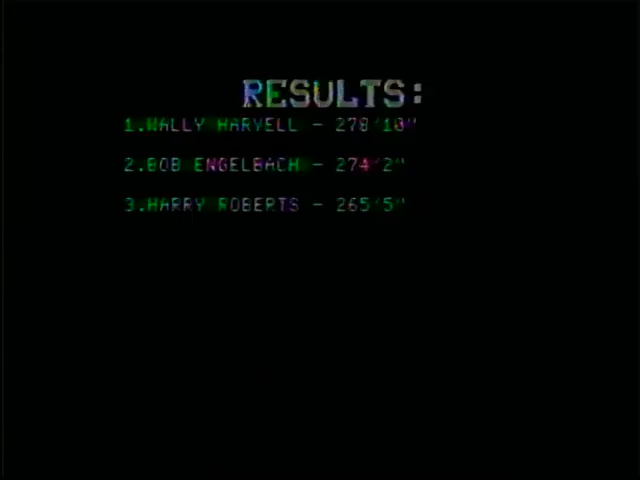 RESULTS:
1.WALLY HARVELL - 278'10"
2.BOB ENGELBACH - 274'2"
3.HARRY ROBERTS - 265'5"